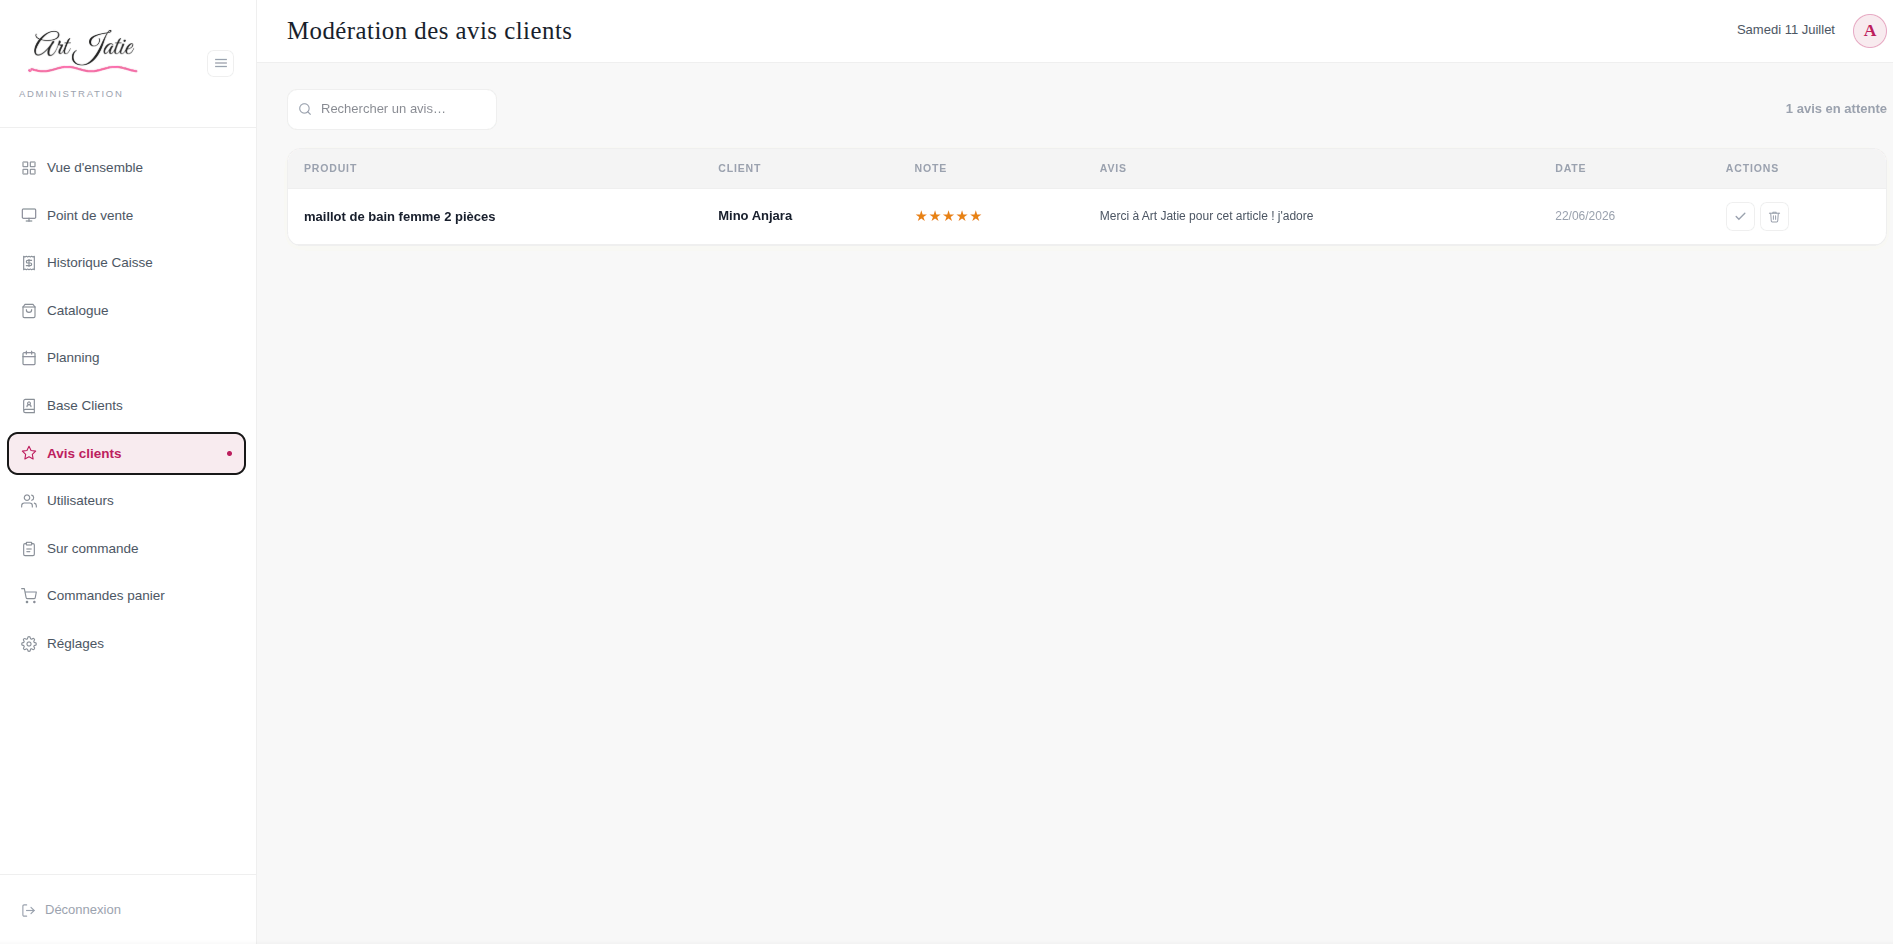 Art Jatie
ADMINISTRATION
Vue d'ensemble
Point de vente
Historique Caisse
Catalogue
Planning
Base Clients
Avis clients
Utilisateurs
Sur commande
Commandes panier
Réglages
Déconnexion
Modération des avis clients
Samedi 11 Juillet
A
Rechercher un avis…
1 avis en attente
PRODUIT CLIENT NOTE AVIS DATE ACTIONS
maillot de bain femme 2 pièces Mino Anjara ★★★★★ Merci à Art Jatie pour cet article ! j'adore 22/06/2026